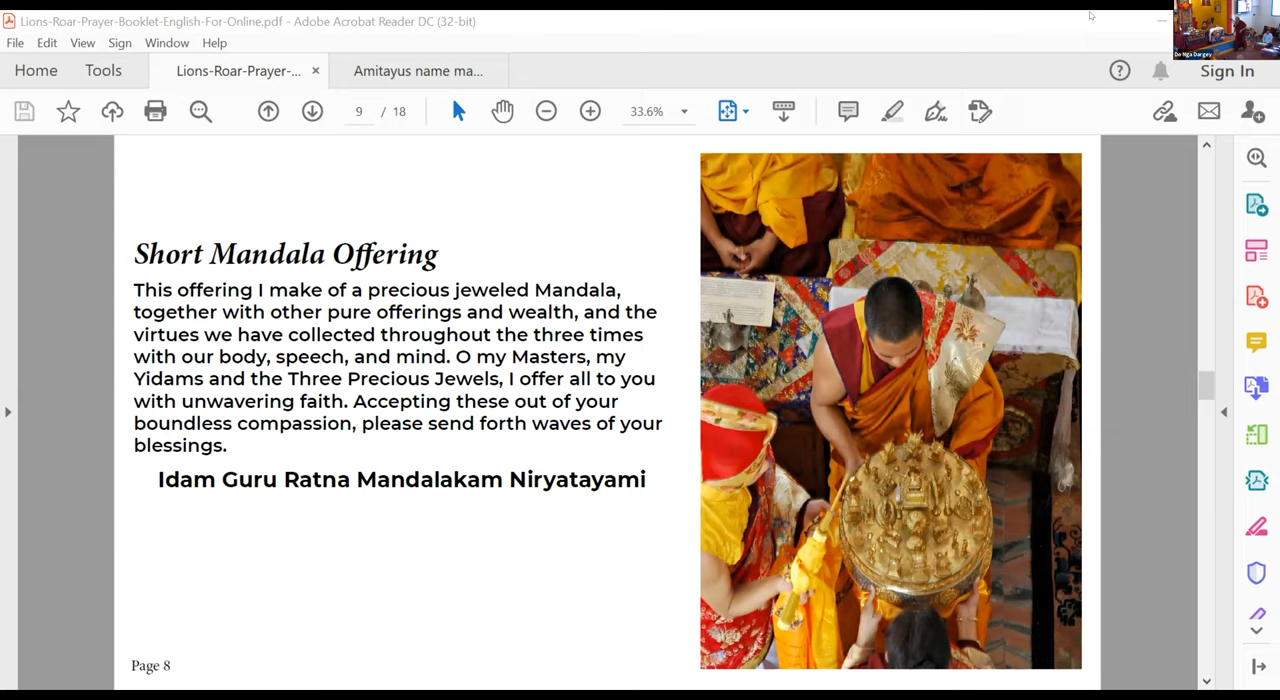 Lions-Roar-Prayer-Booklet-English-For-Online.pdf - Adobe Acrobat Reader DC (32-bit)
File Edit View Sign Window Help
Home Tools Lions-Roar-Prayer-... × Amitayus name ma... Sign In
9 / 18 33.6%
Short Mandala Offering
This offering I make of a precious jeweled Mandala,
together with other pure offerings and wealth, and the
virtues we have collected throughout the three times
with our body, speech, and mind. O my Masters, my
Yidams and the Three Precious Jewels, I offer all to you
with unwavering faith. Accepting these out of your
boundless compassion, please send forth waves of your
blessings.
Idam Guru Ratna Mandalakam Niryatayami
Page 8
Do Nga Dargey